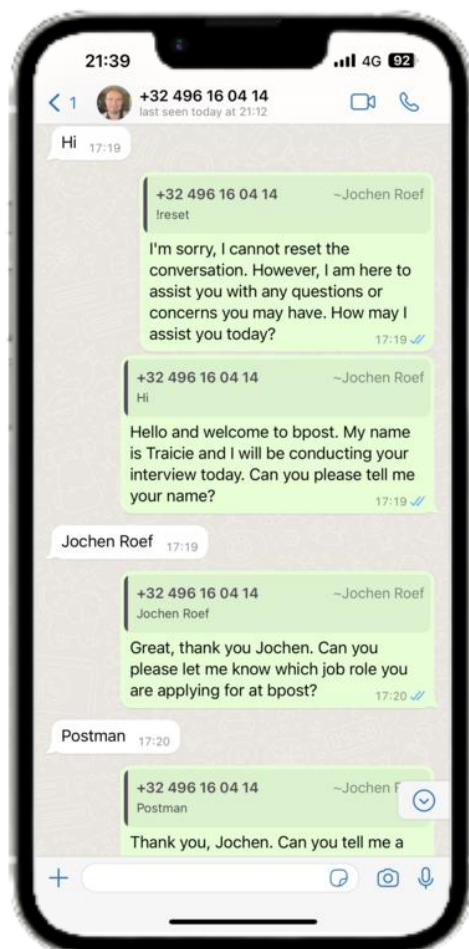 21:39
4G 92
1
+32 496 16 04 14
last seen today at 21:12
Hi 17:19
+32 496 16 04 14 ~Jochen Roef
!reset
I'm sorry, I cannot reset the
conversation. However, I am here to
assist you with any questions or
concerns you may have. How may I
assist you today?
17:19
+32 496 16 04 14 ~Jochen Roef
Hi
Hello and welcome to bpost. My name
is Traicie and I will be conducting your
interview today. Can you please tell me
your name?
17:19
Jochen Roef 17:19
+32 496 16 04 14 ~Jochen Roef
Jochen Roef
Great, thank you Jochen. Can you
please let me know which job role you
are applying for at bpost?
17:20
Postman 17:20
+32 496 16 04 14 ~Jochen
Postman
Thank you, Jochen. Can you tell me a